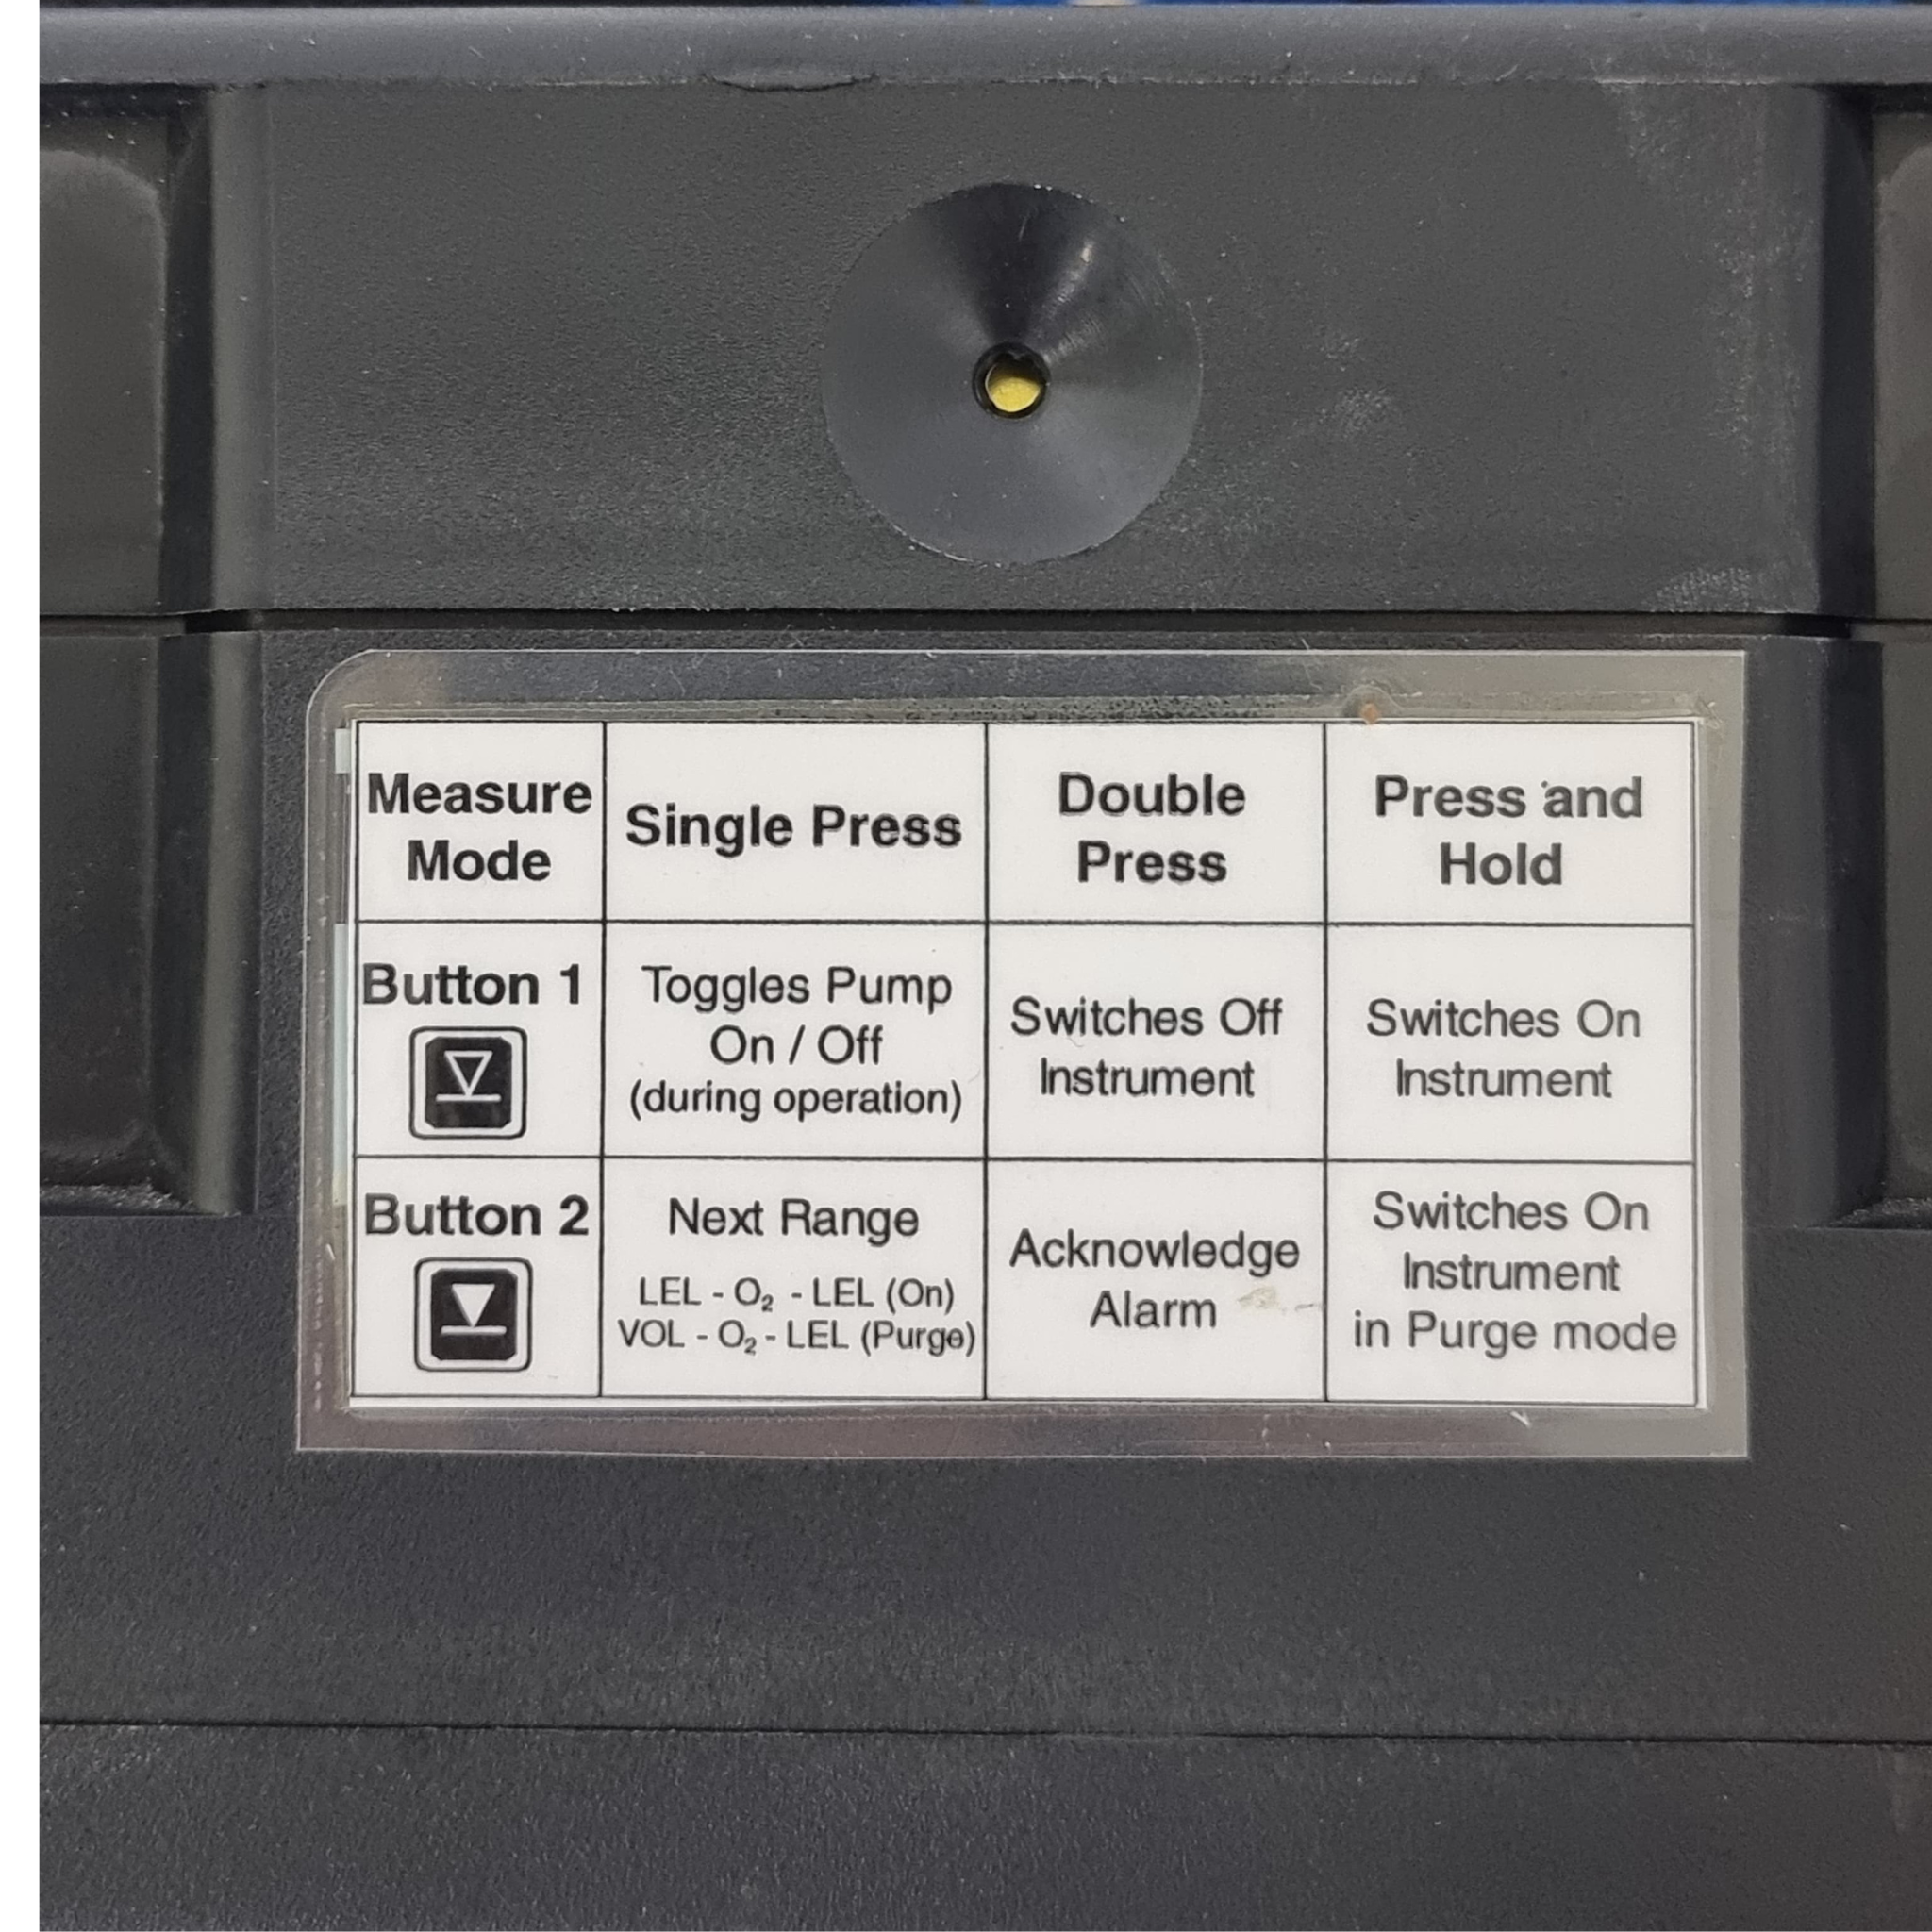 Measure
Mode
Single Press
Double
Press
Press and
Hold
Button 1
Toggles Pump
On / Off
(during operation)
Switches Off
Instrument
Switches On
Instrument
Button 2
Next Range
LEL - O₂ - LEL (On)
VOL - O₂ - LEL (Purge)
Acknowledge
Alarm
Switches On
Instrument
in Purge mode